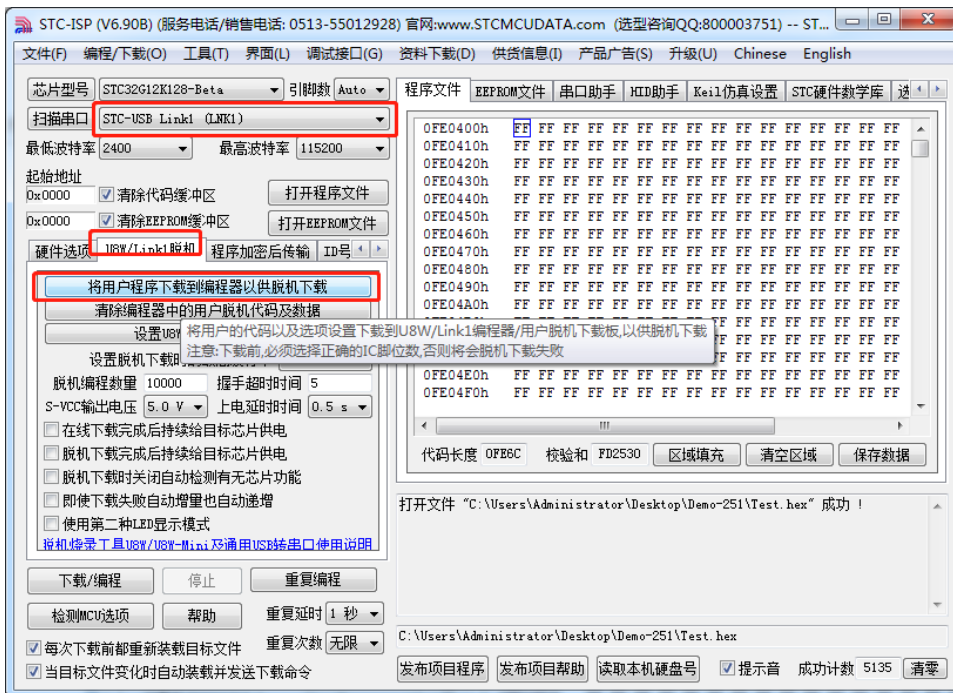 STC-ISP (V6.90B) (服务电话/销售电话: 0513-55012928) 官网:www.STCMCUDATA.com (选型咨询QQ:800003751) -- ST...
文件(F) 编程/下载(O) 工具(T) 界面(L) 调试接口(G) 资料下载(D) 供货信息(I) 产品广告(S) 升级(U) Chinese English
芯片型号 STC32G12K128-Beta 引脚数 Auto
扫描串口 STC-USB Link1 (LNK1)
最低波特率 2400 最高波特率 115200
起始地址
0x0000 清除代码缓冲区 打开程序文件
0x0000 清除EEPROM缓冲区 打开EEPROM文件
硬件选项 U8W/Link1脱机 程序加密后传输 ID号
将用户程序下载到编程器以供脱机下载
清除编程器中的用户脱机代码及数据
设置U8W
设置脱机下载时
脱机编程数量 10000 握手超时时间 5
S-VCC输出电压 5.0 V 上电延时时间 0.5 s
在线下载完成后持续给目标芯片供电
脱机下载完成后持续给目标芯片供电
脱机下载时关闭自动检测有无芯片功能
即使下载失败自动增量也自动递增
使用第二种LED显示模式
脱机烧录工具U8W/U8W-Mini及通用USB转串口使用说明
下载/编程 停止 重复编程
检测MCU选项 帮助 重复延时 1 秒
每次下载前都重新装载目标文件 重复次数 无限
当目标文件变化时自动装载并发送下载命令
程序文件 EEPROM文件 串口助手 HID助手 Keil仿真设置 STC硬件数学库 选
0FE0400h FF FF FF FF FF FF FF FF FF FF FF FF FF FF FF FF
0FE0410h FF FF FF FF FF FF FF FF FF FF FF FF FF FF FF FF
0FE0420h FF FF FF FF FF FF FF FF FF FF FF FF FF FF FF FF
0FE0430h FF FF FF FF FF FF FF FF FF FF FF FF FF FF FF FF
0FE0440h FF FF FF FF FF FF FF FF FF FF FF FF FF FF FF FF
0FE0450h FF FF FF FF FF FF FF FF FF FF FF FF FF FF FF FF
0FE0460h FF FF FF FF FF FF FF FF FF FF FF FF FF FF FF FF
0FE0470h FF FF FF FF FF FF FF FF FF FF FF FF FF FF FF FF
0FE0480h FF FF FF FF FF FF FF FF FF FF FF FF FF FF FF FF
0FE0490h FF FF FF FF FF FF FF FF FF FF FF FF FF FF FF FF
0FE04A0h FF FF FF FF FF FF FF FF FF FF FF FF FF FF FF FF
将用户的代码以及选项设置下载到U8W/Link1编程器/用户脱机下载板,以供脱机下载
注意:下载前,必须选择正确的IC脚位数,否则将会脱机下载失败
0FE04E0h FF FF FF FF FF FF FF FF FF FF FF FF FF FF FF FF
0FE04F0h FF FF FF FF FF FF FF FF FF FF FF FF FF FF FF FF
代码长度 0FE6C 校验和 FD2530 区域填充 清空区域 保存数据
打开文件 "C:\Users\Administrator\Desktop\Demo-251\Test.hex" 成功 !
C:\Users\Administrator\Desktop\Demo-251\Test.hex
发布项目程序 发布项目帮助 读取本机硬盘号 提示音 成功计数 5135 清零